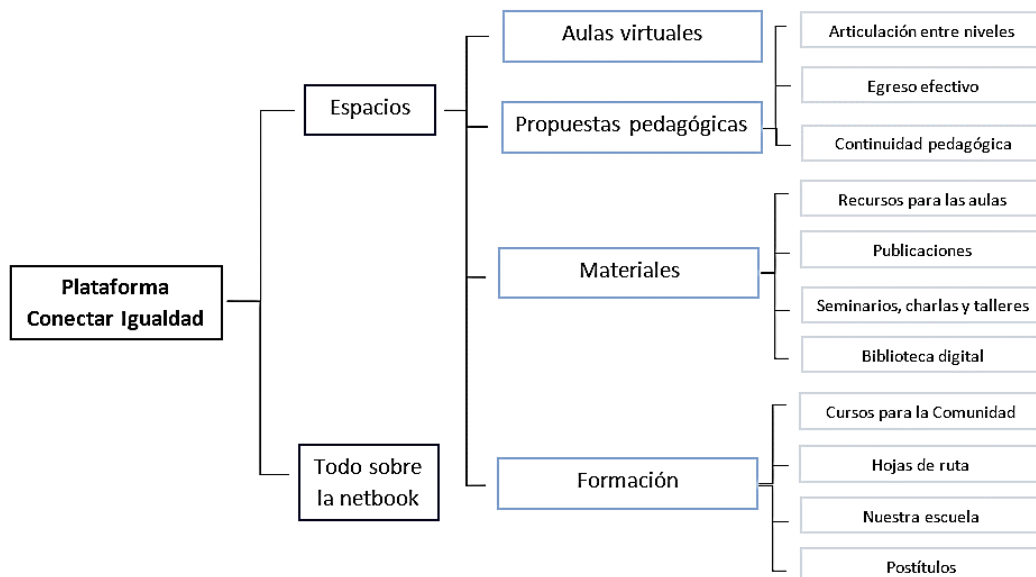 Plataforma
Conectar Igualdad
Espacios
Todo sobre
la netbook
Aulas virtuales
Propuestas pedagógicas
Materiales
Formación
Articulación entre niveles
Egreso efectivo
Continuidad pedagógica
Recursos para las aulas
Publicaciones
Seminarios, charlas y talleres
Biblioteca digital
Cursos para la Comunidad
Hojas de ruta
Nuestra escuela
Postítulos